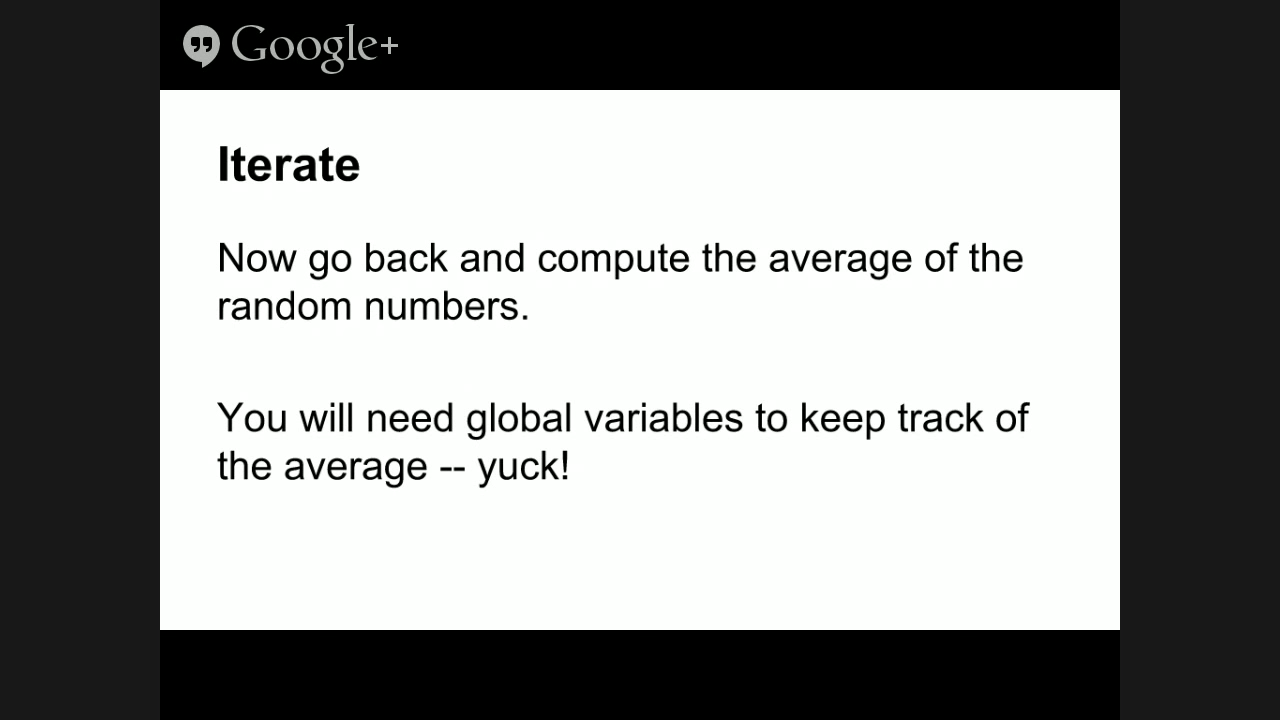 Google+
Iterate
Now go back and compute the average of the
random numbers.
You will need global variables to keep track of
the average -- yuck!